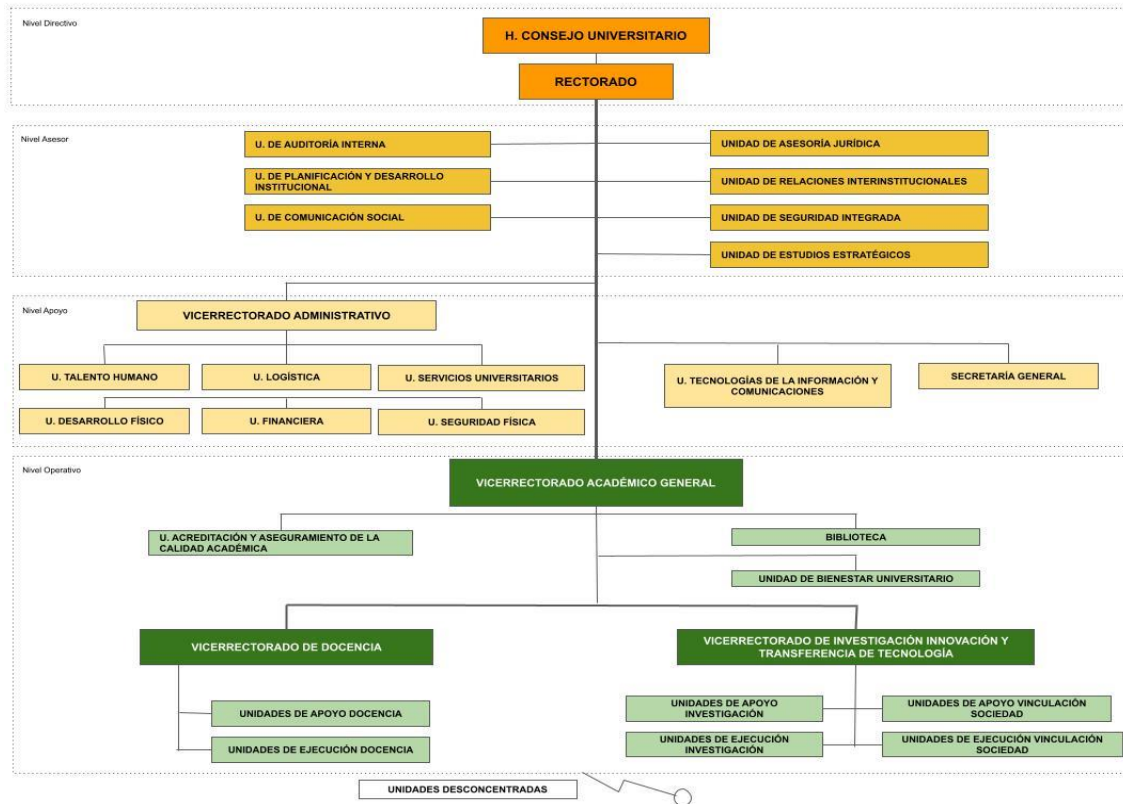 Nivel Directivo
H. CONSEJO UNIVERSITARIO
RECTORADO
Nivel Asesor
U. DE AUDITORÍA INTERNA
UNIDAD DE ASESORÍA JURÍDICA
U. DE PLANIFICACIÓN Y DESARROLLO
INSTITUCIONAL
UNIDAD DE RELACIONES INTERINSTITUCIONALES
U. DE COMUNICACIÓN SOCIAL
UNIDAD DE SEGURIDAD INTEGRADA
UNIDAD DE ESTUDIOS ESTRATÉGICOS
Nivel Apoyo
VICERRECTORADO ADMINISTRATIVO
U. TALENTO HUMANO
U. LOGÍSTICA
U. SERVICIOS UNIVERSITARIOS
U. TECNOLOGÍAS DE LA INFORMACIÓN Y
COMUNICACIONES
SECRETARÍA GENERAL
U. DESARROLLO FÍSICO
U. FINANCIERA
U. SEGURIDAD FÍSICA
Nivel Operativo
VICERRECTORADO ACADÉMICO GENERAL
U. ACREDITACIÓN Y ASEGURAMIENTO DE LA
CALIDAD ACADÉMICA
BIBLIOTECA
UNIDAD DE BIENESTAR UNIVERSITARIO
VICERRECTORADO DE DOCENCIA
VICERRECTORADO DE INVESTIGACIÓN INNOVACIÓN Y
TRANSFERENCIA DE TECNOLOGÍA
UNIDADES DE APOYO DOCENCIA
UNIDADES DE EJECUCIÓN DOCENCIA
UNIDADES DE APOYO
INVESTIGACIÓN
UNIDADES DE APOYO VINCULACIÓN
SOCIEDAD
UNIDADES DE EJECUCIÓN
INVESTIGACIÓN
UNIDADES DE EJECUCIÓN VINCULACIÓN
SOCIEDAD
UNIDADES DESCONCENTRADAS